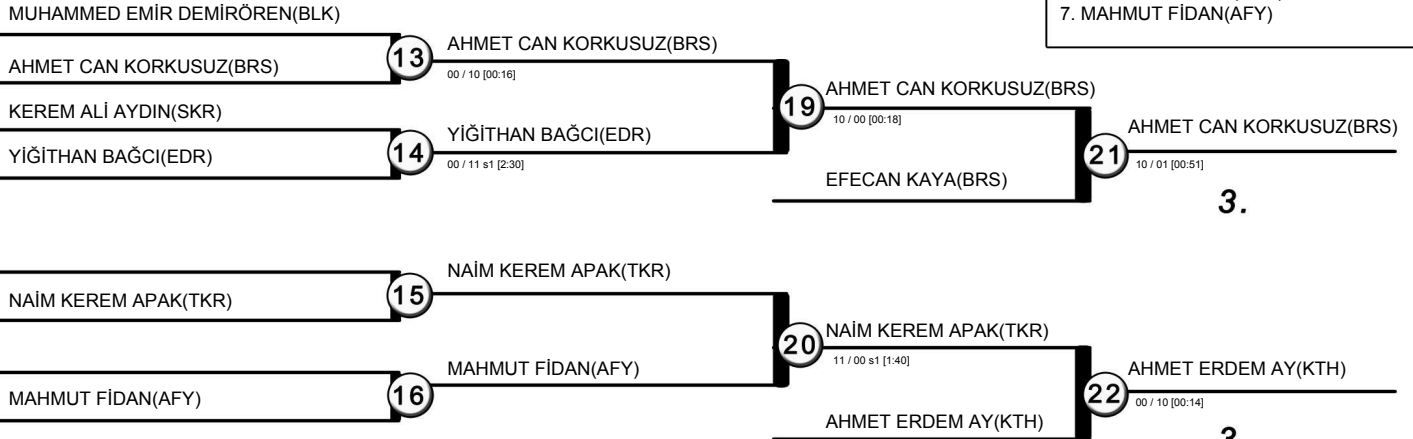 MUHAMMED EMİR DEMİRÖREN(BLK)
7. MAHMUT FİDAN(AFY)
AHMET CAN KORKUSUZ(BRS)
13
AHMET CAN KORKUSUZ(BRS)
00 / 10 [00:16]
AHMET CAN KORKUSUZ(BRS)
19
10 / 00 [00:18]
KEREM ALİ AYDIN(SKR)
YİĞİTHAN BAĞCI(EDR)
AHMET CAN KORKUSUZ(BRS)
YİĞİTHAN BAĞCI(EDR)
14
00 / 11 s1 [2:30]
21
10 / 01 [00:51]
EFECAN KAYA(BRS)
3.
NAİM KEREM APAK(TKR)
NAİM KEREM APAK(TKR)
15
NAİM KEREM APAK(TKR)
20
11 / 00 s1 [1:40]
MAHMUT FİDAN(AFY)
AHMET ERDEM AY(KTH)
MAHMUT FİDAN(AFY)
16
22
00 / 10 [00:14]
AHMET ERDEM AY(KTH)